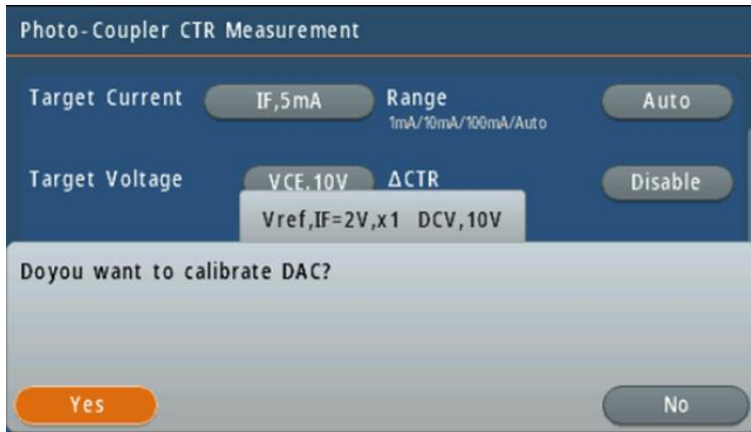 Photo-Coupler CTR Measurement
Target Current IF,5mA Range Auto
1mA/10mA/100mA/Auto
Target Voltage VCE,10V ΔCTR Disable
Vref,IF=2V,x1 DCV,10V
Doyou want to calibrate DAC?
Yes No